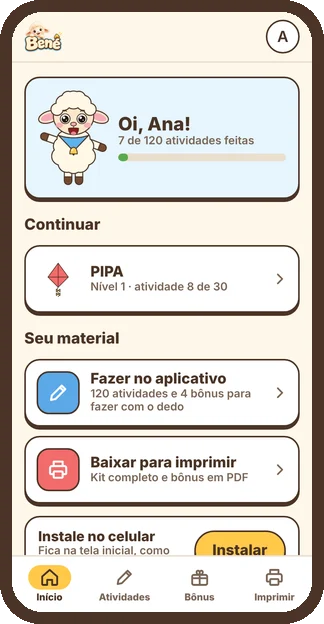 Bené
A
Oi, Ana!
7 de 120 atividades feitas
Continuar
PIPA
Nível 1 · atividade 8 de 30
Seu material
Fazer no aplicativo
120 atividades e 4 bônus para
fazer com o dedo
Baixar para imprimir
Kit completo e bônus em PDF
Instale no celular
Fica na tela inicial, como
Instalar
Início
Atividades
Bônus
Imprimir